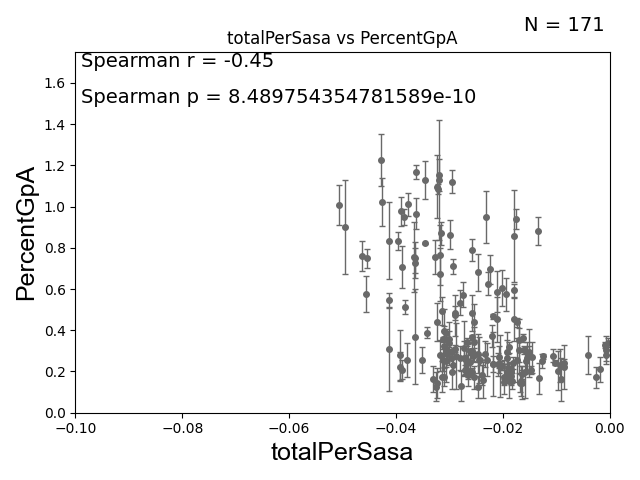 N = 171
totalPerSasa vs PercentGpA
Spearman r = -0.45
Spearman p = 8.489754354781589e-10
PercentGpA
1.6
1.4
1.2
1.0
0.8
0.6
0.4
0.2
0.0
−0.10 −0.08 −0.06 −0.04 −0.02 0.00
totalPerSasa